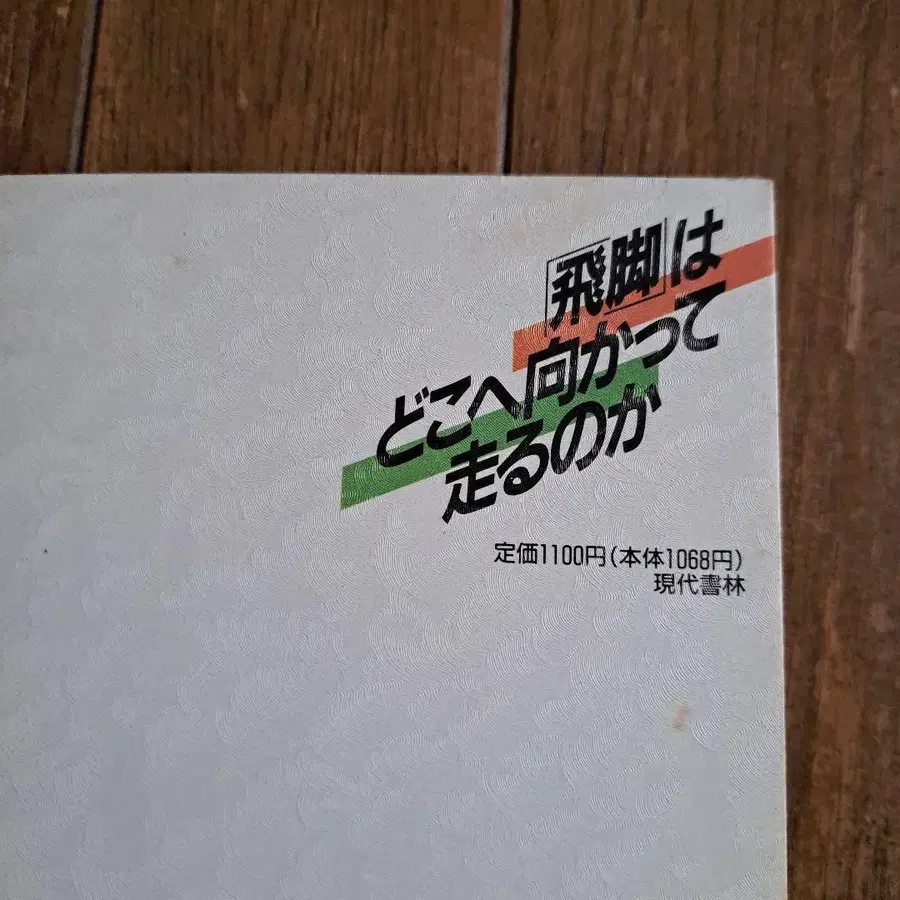 「飛脚」は
どこへ向かって
走るのか
定価1100円(本体1068円)
現代書林